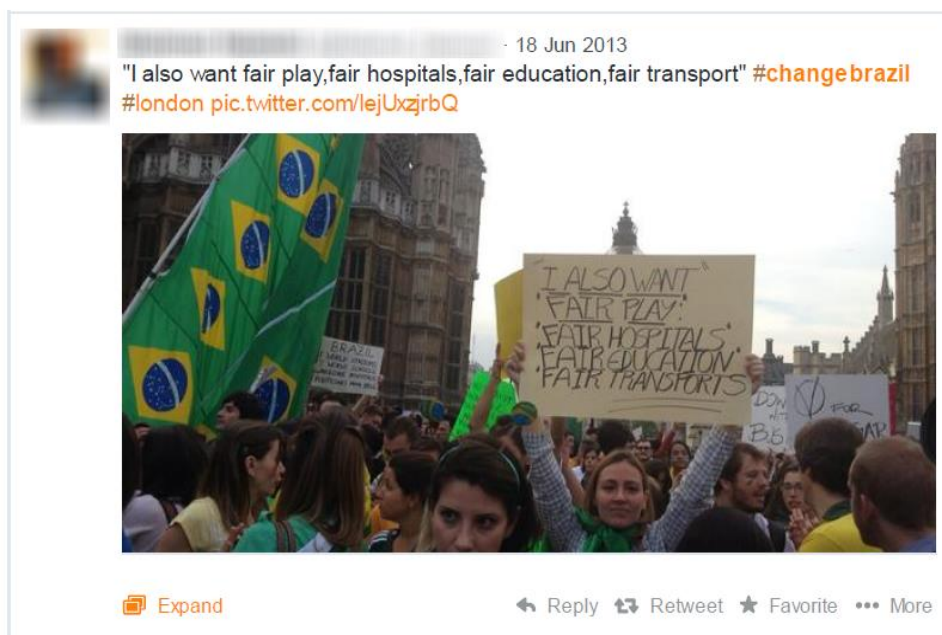 · 18 Jun 2013
"I also want fair play,fair hospitals,fair education,fair transport" #changebrazil
#london pic.twitter.com/lejUxzjrbQ
BRAZIL
"I ALSO WANT"
"FAIR PLAY":
"FAIR HOSPITALS"
"FAIR EDUCATION"
"FAIR TRANSPORTS
V FOR
Expand
Reply Retweet Favorite More